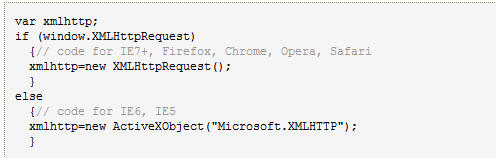 var xmlhttp;
if (window.XMLHttpRequest)
  {// code for IE7+, Firefox, Chrome, Opera, Safari
  xmlhttp=new XMLHttpRequest();
  }
else
  {// code for IE6, IE5
  xmlhttp=new ActiveXObject("Microsoft.XMLHTTP");
  }